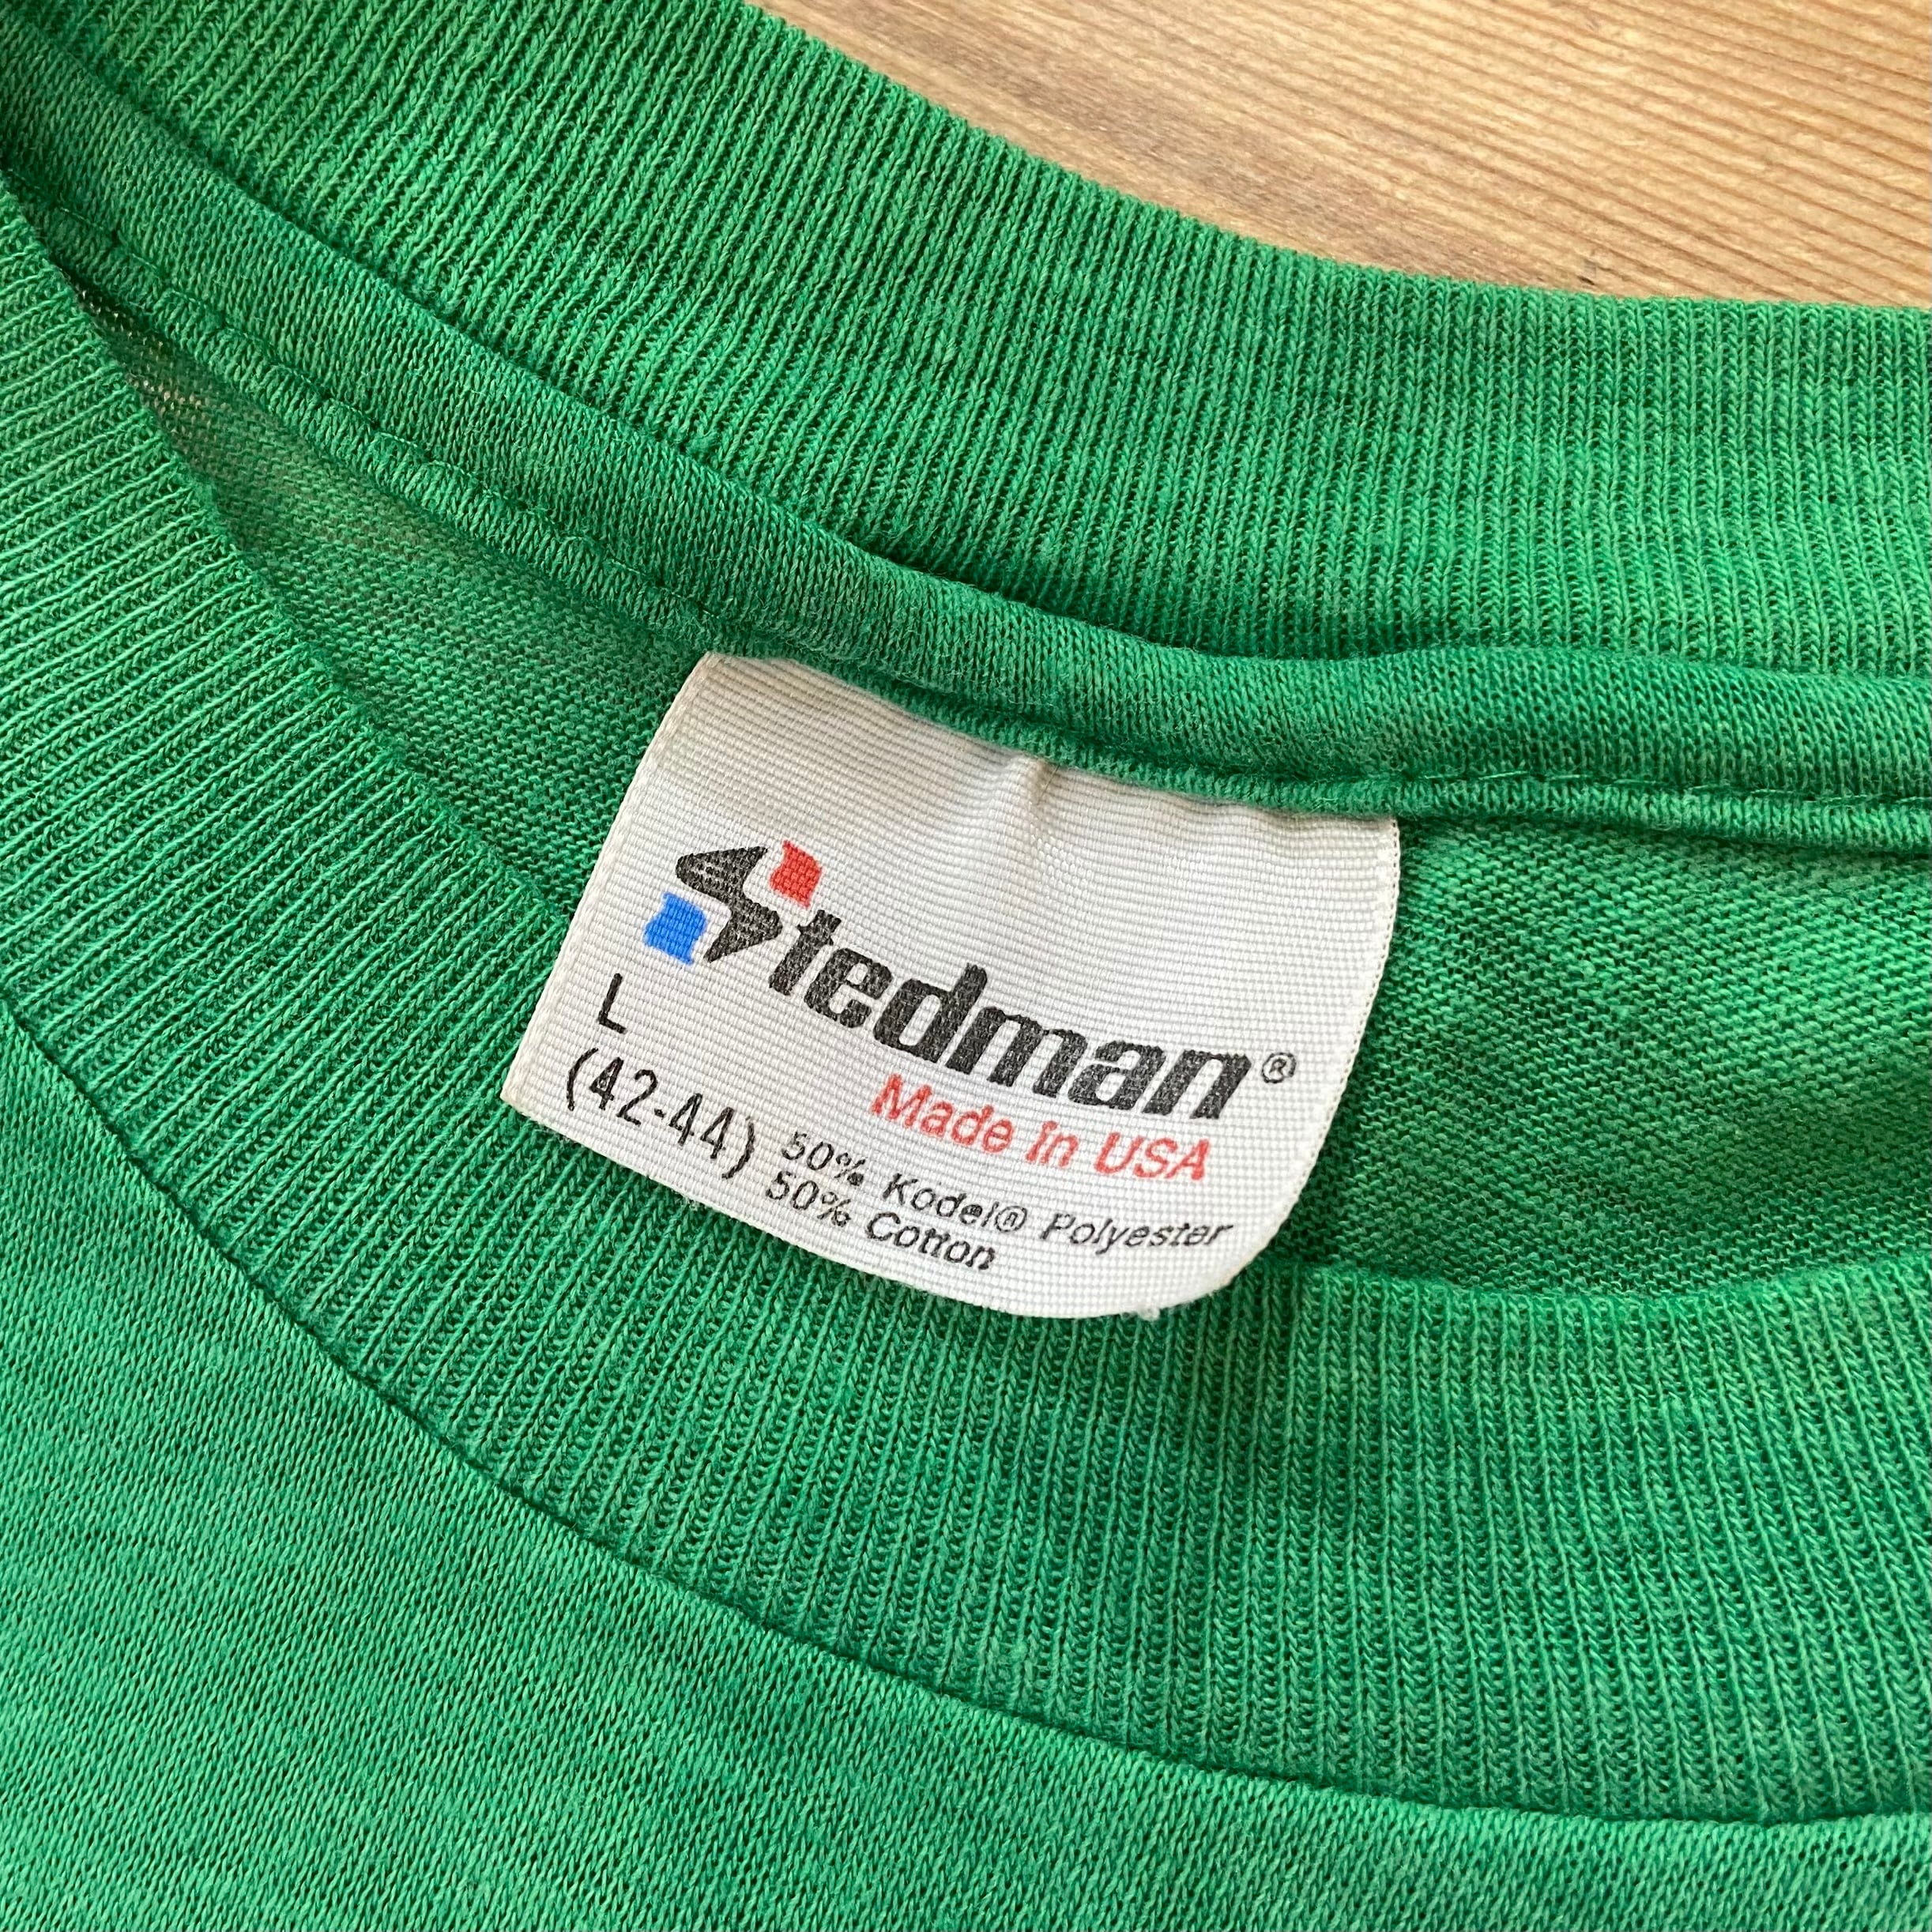 Stedman®
Made in USA
L
(42-44)
50% Kodel® Polyester
50% Cotton